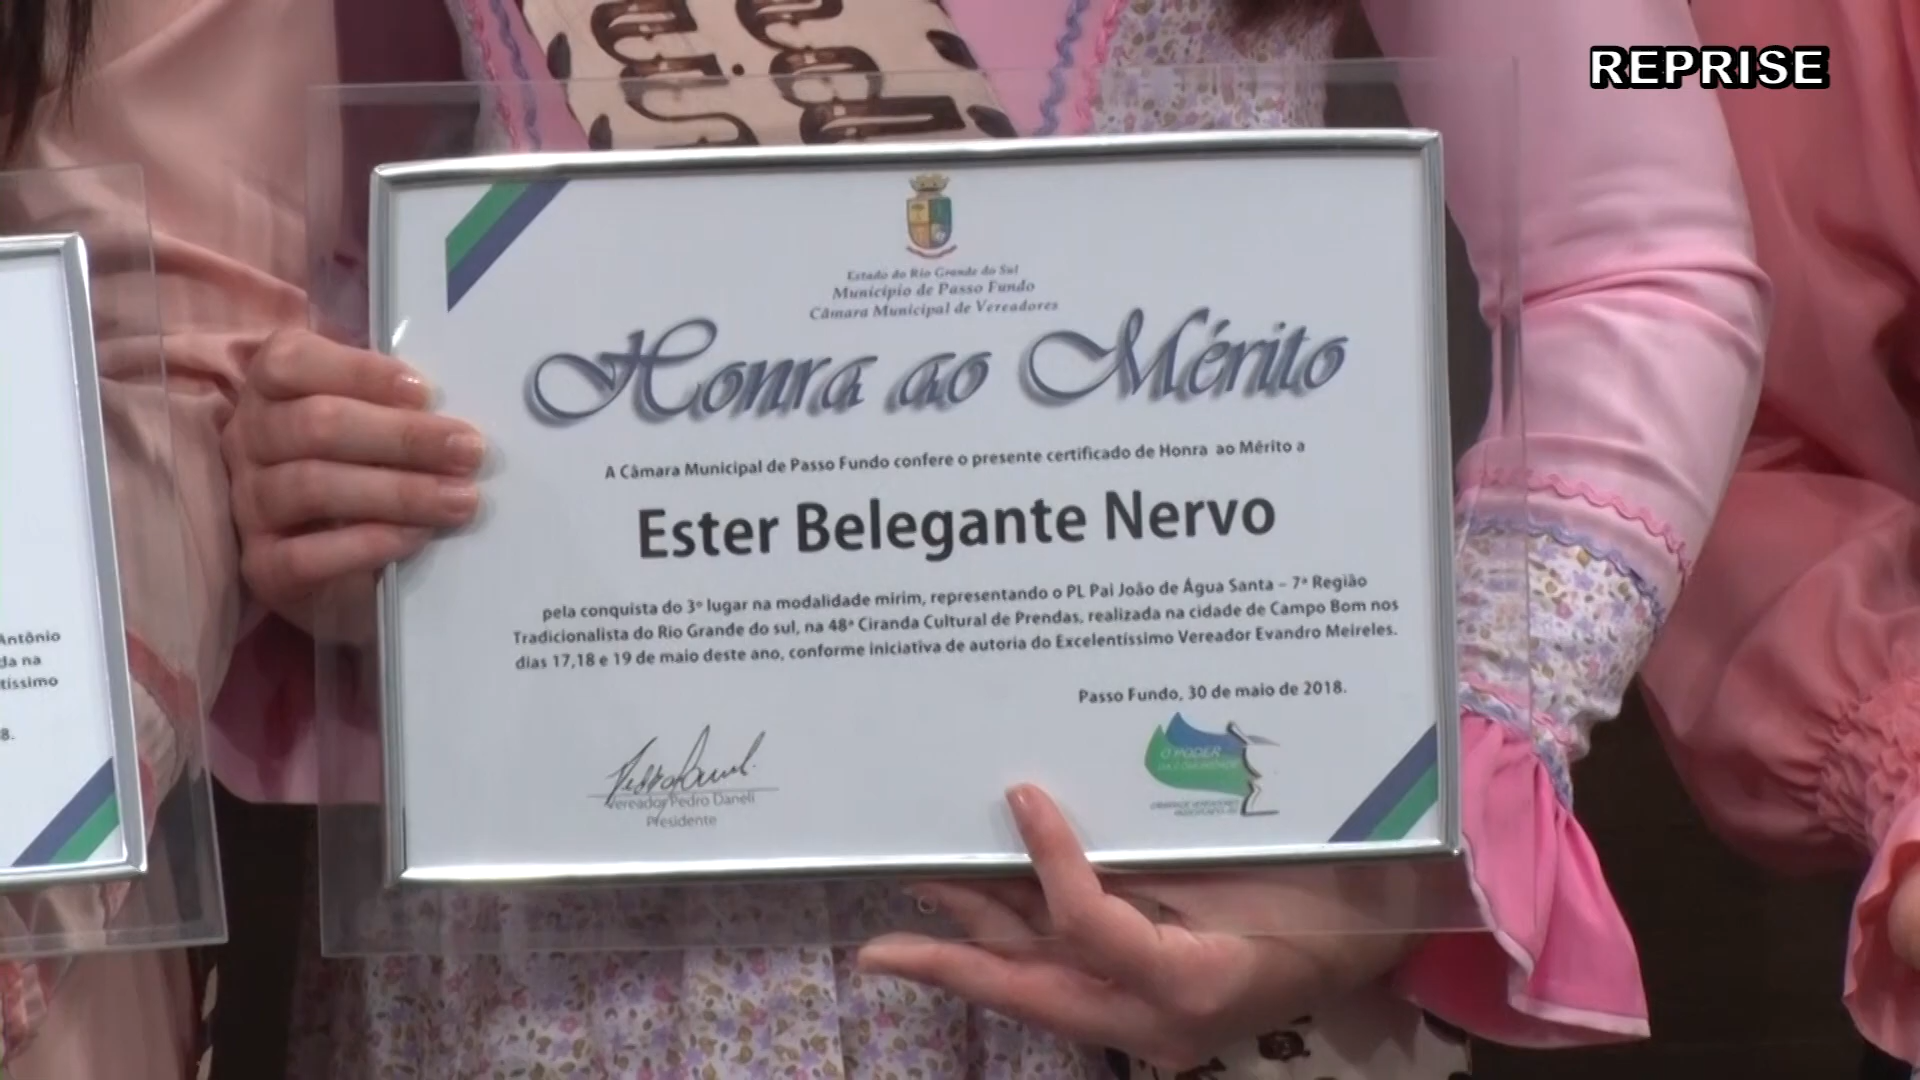 REPRISE
Estado do Rio Grande do Sul
Município de Passo Fundo
Câmara Municipal de Vereadores
Honra ao Mérito
A Câmara Municipal de Passo Fundo confere o presente certificado de Honra ao Mérito a
Ester Belegante Nervo
pela conquista do 3º lugar na modalidade mirim, representando o PL Pai João de Água Santa – 7ª Região
Tradicionalista do Rio Grande do sul, na 48ª Ciranda Cultural de Prendas, realizada na cidade de Campo Bom nos
dias 17,18 e 19 de maio deste ano, conforme iniciativa de autoria do Excelentíssimo Vereador Evandro Meireles.
Passo Fundo, 30 de maio de 2018.
Vereador Pedro Daneli
Presidente
O PODER
Antônio
da na
tíssimo
8.